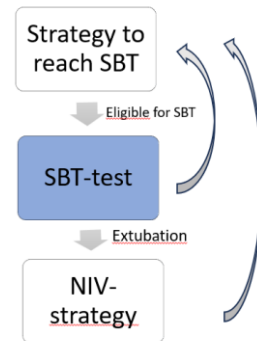 Strategy to
reach SBT
Eligible for SBT
SBT-test
Extubation
NIV-
strategy